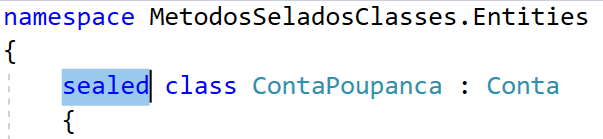 namespace MetodosSeladosClasses.Entities
{
sealed class ContaPoupanca : Conta
{